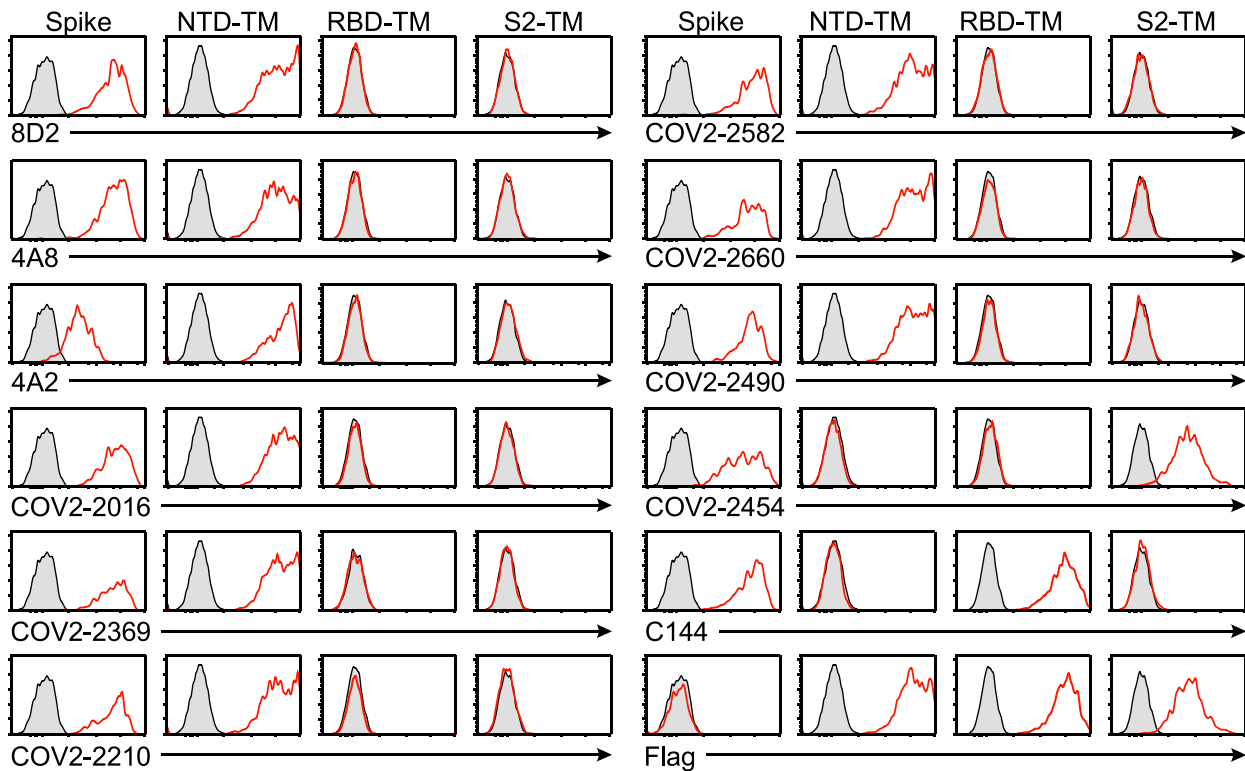 Spike NTD-TM RBD-TM S2-TM Spike NTD-TM RBD-TM S2-TM
8D2 COV2-2582
4A8 COV2-2660
4A2 COV2-2490
COV2-2016 COV2-2454
COV2-2369 C144
COV2-2210 Flag